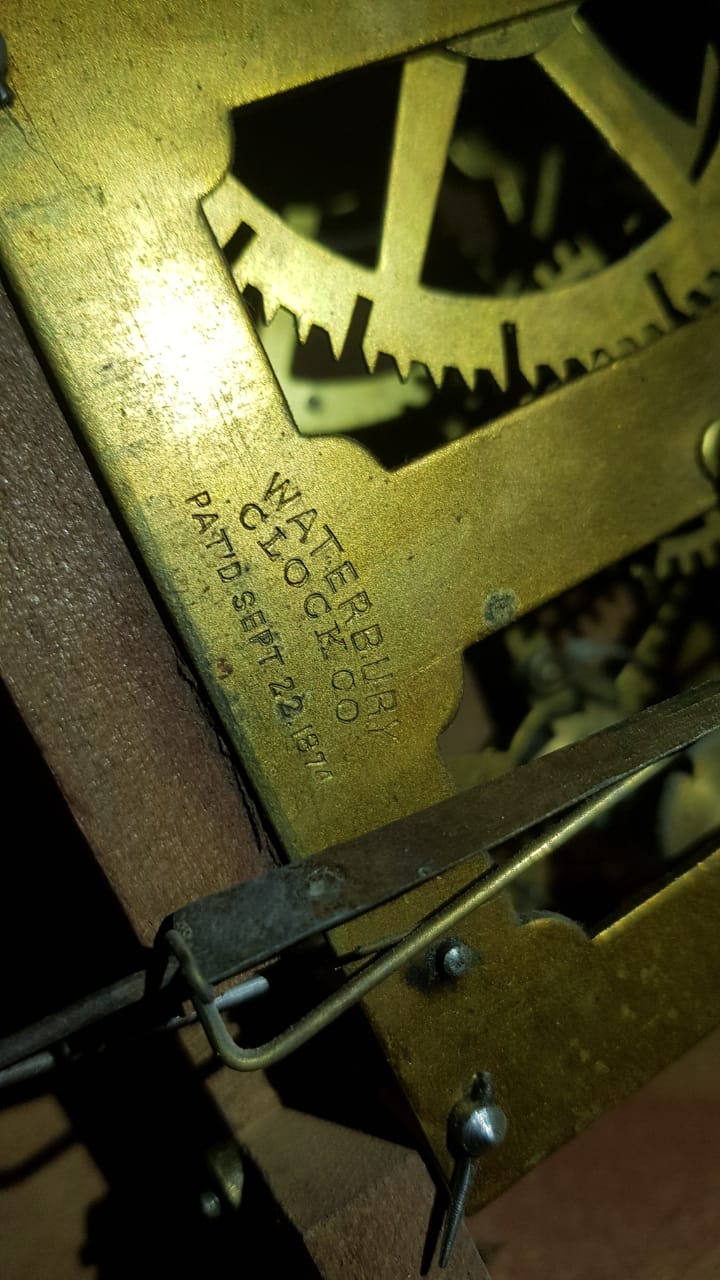 WATERBURY
CLOCK CO
PAT'D SEPT 22.1874